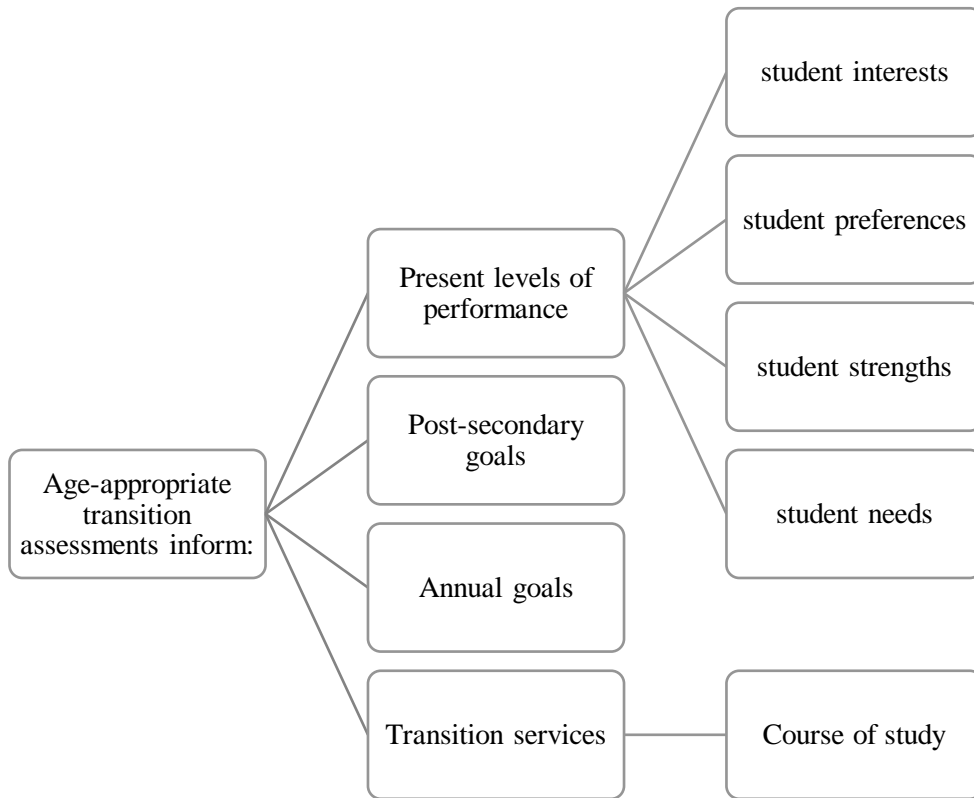 Age-appropriate
transition
assessments inform:
Present levels of
performance
student interests
student preferences
student strengths
student needs
Post-secondary
goals
Annual goals
Transition services
Course of study